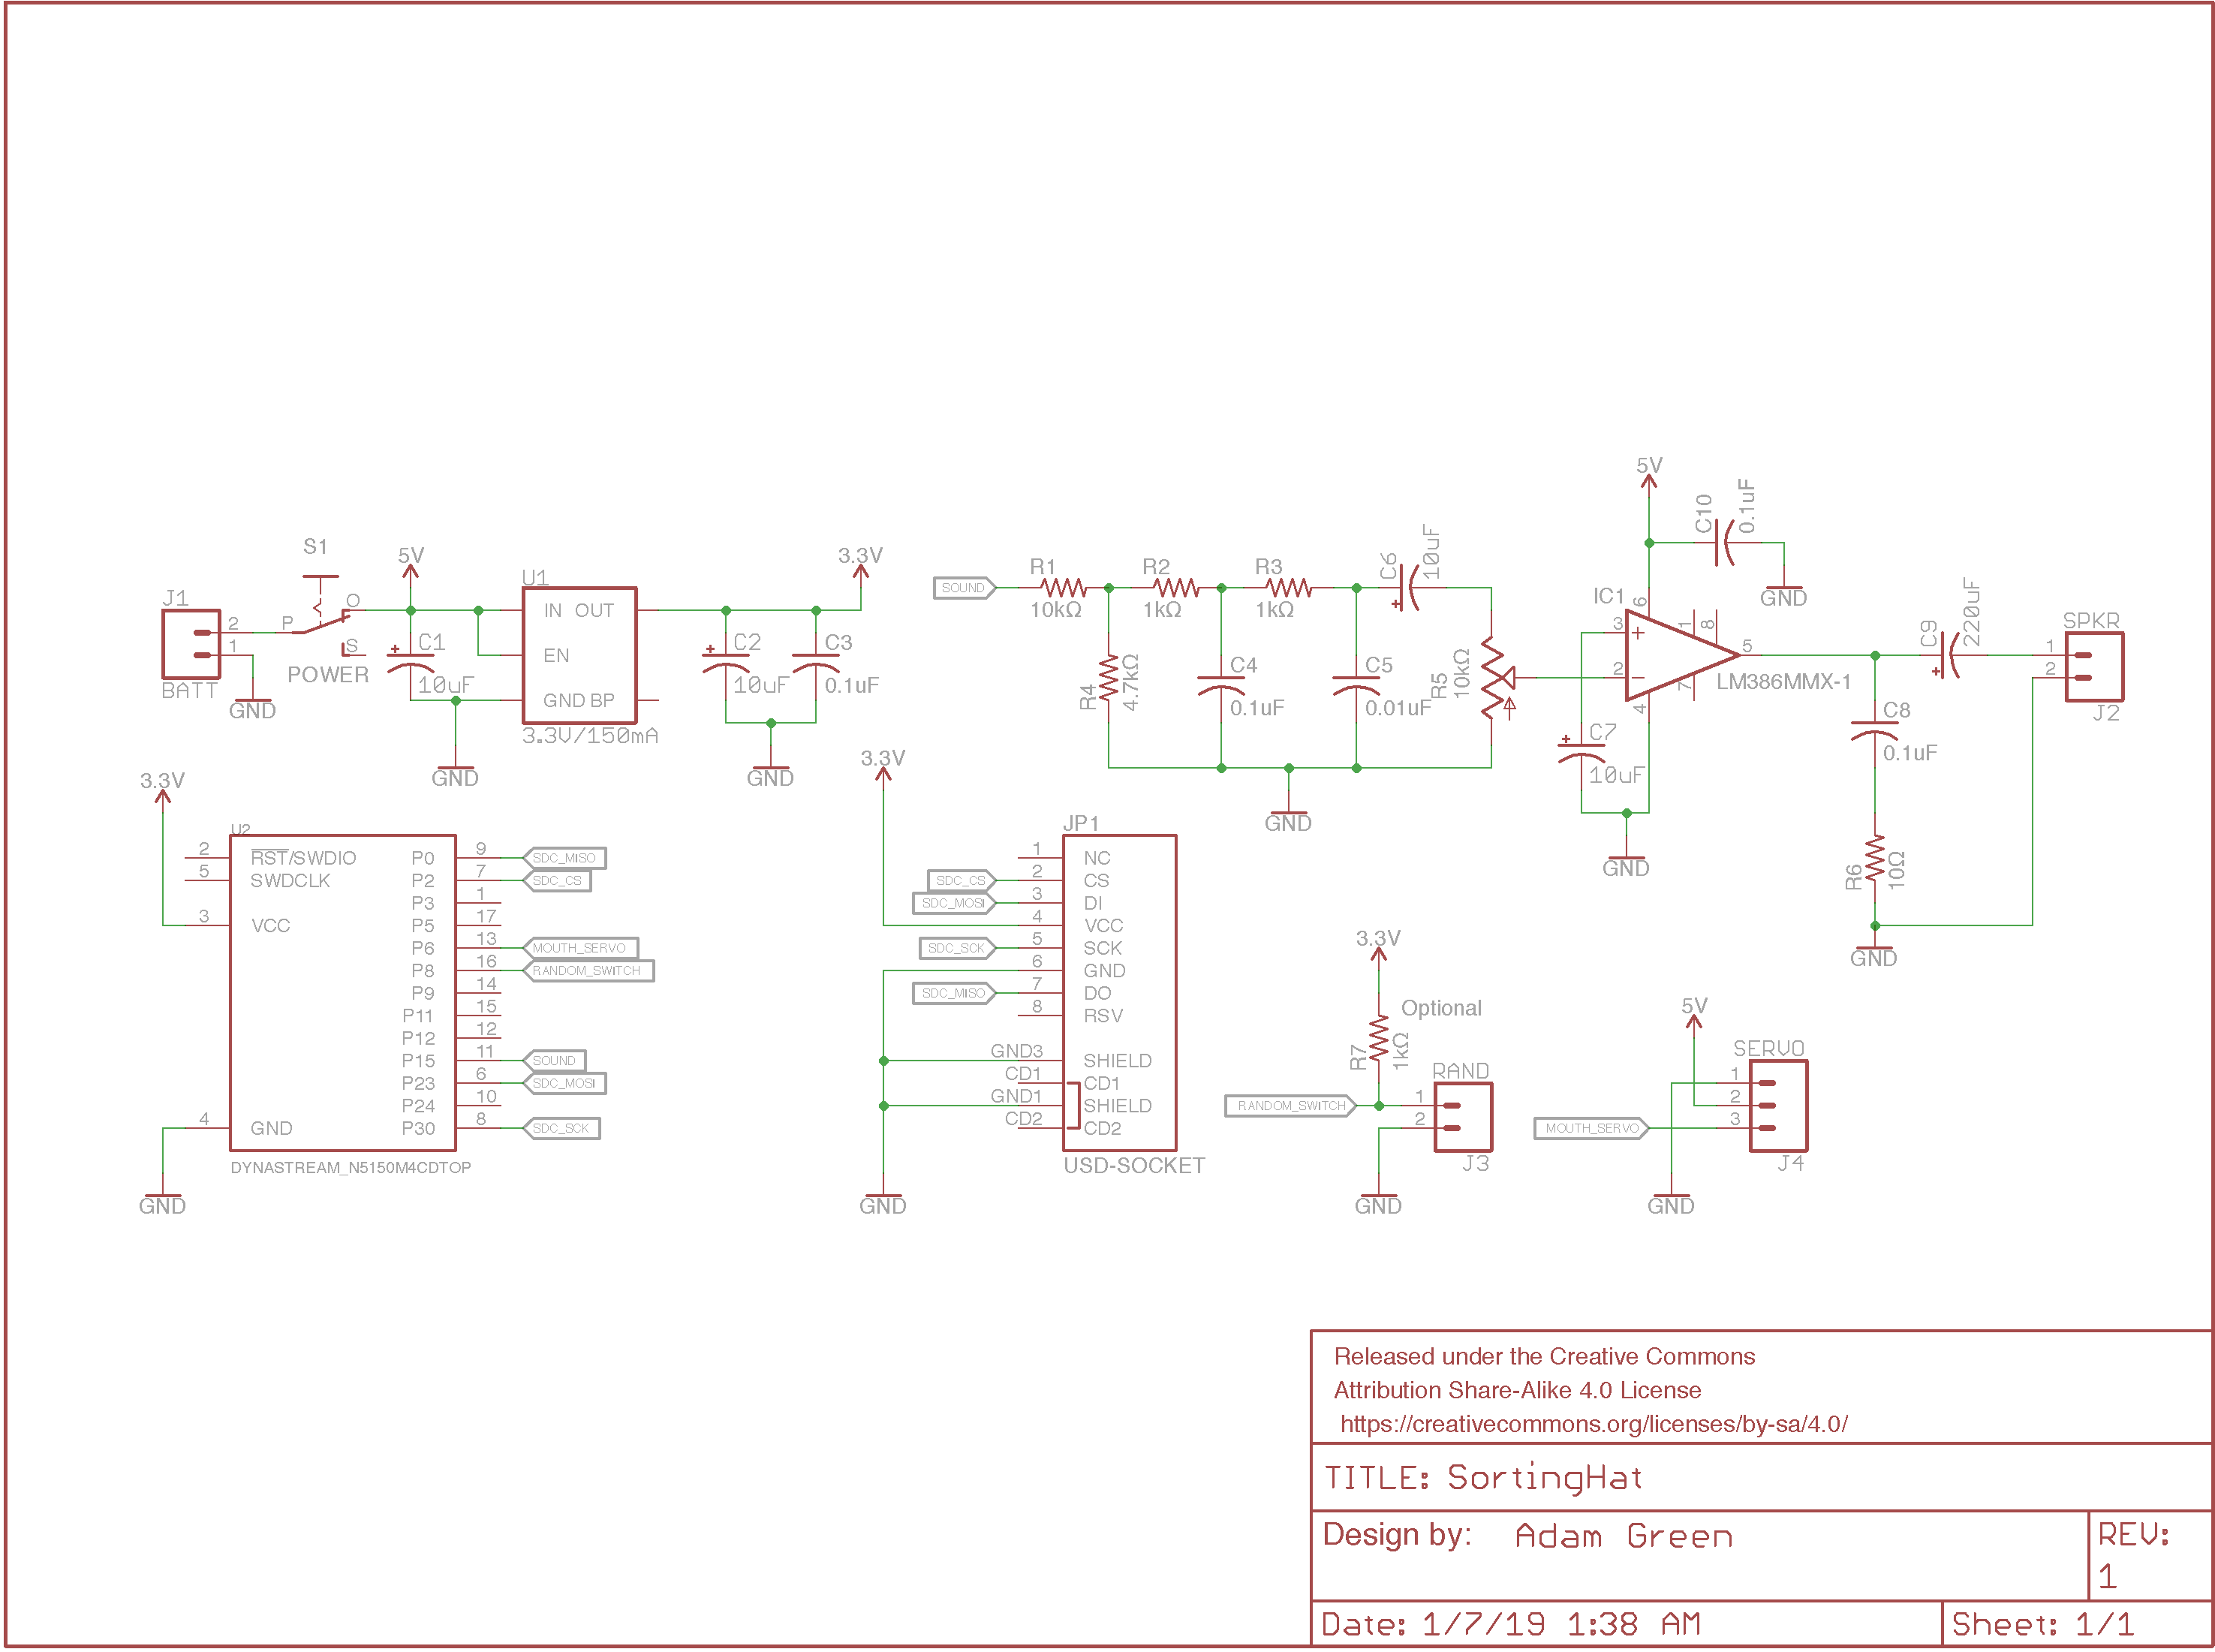 S1
J1
2
1
BATT
GND
P
O
S
POWER
5V
C1
10uF
GND
U1
IN OUT
EN
GND BP
3.3V/150mA
C2
10uF
C3
0.1uF
3.3V
GND
SOUND
R1
10kΩ
R2
1kΩ
R3
1kΩ
R4
4.7kΩ
C4
0.1uF
C5
0.01uF
C6
10uF
R5
10kΩ
GND
5V
C10
0.1uF
GND
IC1
6
3
2
1
8
5
7
4
LM386MMX-1
C7
10uF
GND
C9
220uF
SPKR
1
2
J2
C8
0.1uF
R6
10Ω
GND
3.3V
U2
2 RST/SWDIO
5 SWDCLK
3 VCC
4 GND
P0 9 SDC_MISO
P2 7 SDC_CS
P3 1
P5 17
P6 13 MOUTH_SERVO
P8 16 RANDOM_SWITCH
P9 14
P11 15
P12 12
P15 11 SOUND
P23 6 SDC_MOSI
P24 10
P30 8 SDC_SCK
DYNASTREAM_N5150M4CDTOP
GND
3.3V
JP1
1 NC
SDC_CS 2 CS
SDC_MOSI 3 DI
4 VCC
SDC_SCK 5 SCK
6 GND
SDC_MISO 7 DO
8 RSV
GND3 SHIELD
CD1 CD1
GND1 SHIELD
CD2 CD2
USD-SOCKET
GND
3.3V
Optional
R7
1kΩ
RAND
RANDOM_SWITCH 1
2
J3
GND
5V
SERVO
1
2
MOUTH_SERVO 3
J4
GND
Released under the Creative Commons
Attribution Share-Alike 4.0 License
https://creativecommons.org/licenses/by-sa/4.0/
TITLE: SortingHat
Design by: Adam Green
REV:
1
Date: 1/7/19 1:38 AM
Sheet: 1/1